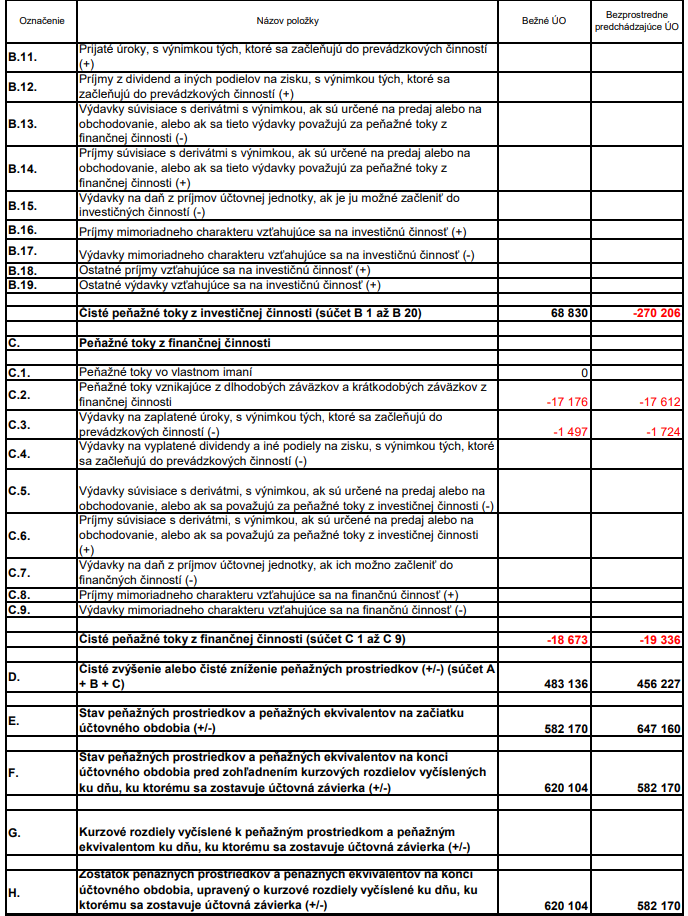 Označenie Názov položky Bežné ÚO Bezprostredne
predchádzajúce ÚO
B.11. Prijaté úroky, s výnimkou tých, ktoré sa začleňujú do prevádzkových činností
(+)
B.12. Príjmy z dividend a iných podielov na zisku, s výnimkou tých, ktoré sa
začleňujú do prevádzkových činností (+)
B.13. Výdavky súvisiace s derivátmi s výnimkou, ak sú určené na predaj alebo na
obchodovanie, alebo ak sa tieto výdavky považujú za peňažné toky z
finančnej činnosti (-)
B.14. Príjmy súvisiace s derivátmi s výnimkou, ak sú určené na predaj alebo na
obchodovanie, alebo ak sa tieto výdavky považujú za peňažné toky z
finančnej činnosti (+)
B.15. Výdavky na daň z príjmov účtovnej jednotky, ak je ju možné začleniť do
investičných činností (-)
B.16. Príjmy mimoriadneho charakteru vzťahujúce sa na investičnú činnosť (+)
B.17. Výdavky mimoriadneho charakteru vzťahujúce sa na investičnú činnosť (-)
B.18. Ostatné príjmy vzťahujúce sa na investičnú činnosť (+)
B.19. Ostatné výdavky vzťahujúce sa na investičnú činnosť (+)
Čisté peňažné toky z investičnej činnosti (súčet B 1 až B 20) 68 830 -270 206
C. Peňažné toky z finančnej činnosti
C.1. Peňažné toky vo vlastnom imaní 0
C.2. Peňažné toky vznikajúce z dlhodobých záväzkov a krátkodobých záväzkov z
finančnej činnosti -17 176 -17 612
C.3. Výdavky na zaplatené úroky, s výnimkou tých, ktoré sa začleňujú do
prevádzkových činností (-) -1 497 -1 724
C.4. Výdavky na vyplatené dividendy a iné podiely na zisku, s výnimkou tých, ktoré
sa začleňujú do prevádzkových činností (-)
C.5. Výdavky súvisiace s derivátmi, s výnimkou, ak sú určené na predaj alebo na
obchodovanie, alebo ak sa považujú za peňažné toky z investičnej činnosti (-)
C.6. Príjmy súvisiace s derivátmi, s výnimkou, ak sú určené na predaj alebo na
obchodovanie, alebo ak sa považujú za peňažné toky z investičnej činnosti
(+)
C.7. Výdavky na daň z príjmov účtovnej jednotky, ak ich možno začleniť do
finančných činností (-)
C.8. Príjmy mimoriadneho charakteru vzťahujúce sa na finančnú činnosť (+)
C.9. Výdavky mimoriadneho charakteru vzťahujúce sa na finančnú činnosť (-)
Čisté peňažné toky z finančnej činnosti (súčet C 1 až C 9) -18 673 -19 336
D. Čisté zvýšenie alebo čisté zníženie peňažných prostriedkov (+/-) (súčet A
+ B + C) 483 136 456 227
E. Stav peňažných prostriedkov a peňažných ekvivalentov na začiatku
účtovného obdobia (+/-) 582 170 647 160
F. Stav peňažných prostriedkov a peňažných ekvivalentov na konci
účtovného obdobia pred zohľadnením kurzových rozdielov vyčíslených
ku dňu, ku ktorému sa zostavuje účtovná závierka (+/-) 620 104 582 170
G. Kurzové rozdiely vyčíslené k peňažným prostriedkom a peňažným
ekvivalentom ku dňu, ku ktorému sa zostavuje účtovná závierka (+/-)
H. Zostatok peňažných prostriedkov a peňažných ekvivalentov na konci
účtovného obdobia, upravený o kurzové rozdiely vyčíslené ku dňu, ku
ktorému sa zostavuje účtovná závierka (+/-) 620 104 582 170